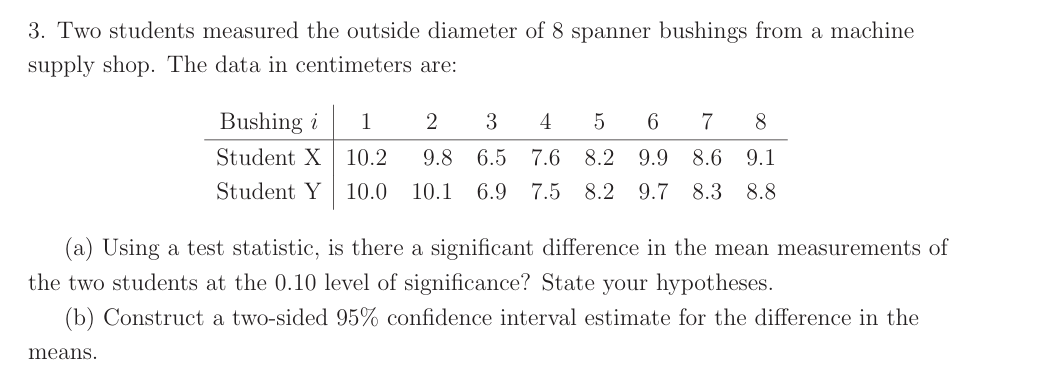 3. Two students measured the outside diameter of 8 spanner bushings from a machine
supply shop. The data in centimeters are:
Bushing i 1 2 3 4 5 6 7 8
Student X 10.2 9.8 6.5 7.6 8.2 9.9 8.6 9.1
Student Y 10.0 10.1 6.9 7.5 8.2 9.7 8.3 8.8
(a) Using a test statistic, is there a significant difference in the mean measurements of
the two students at the 0.10 level of significance? State your hypotheses.
(b) Construct a two-sided 95% confidence interval estimate for the difference in the
means.